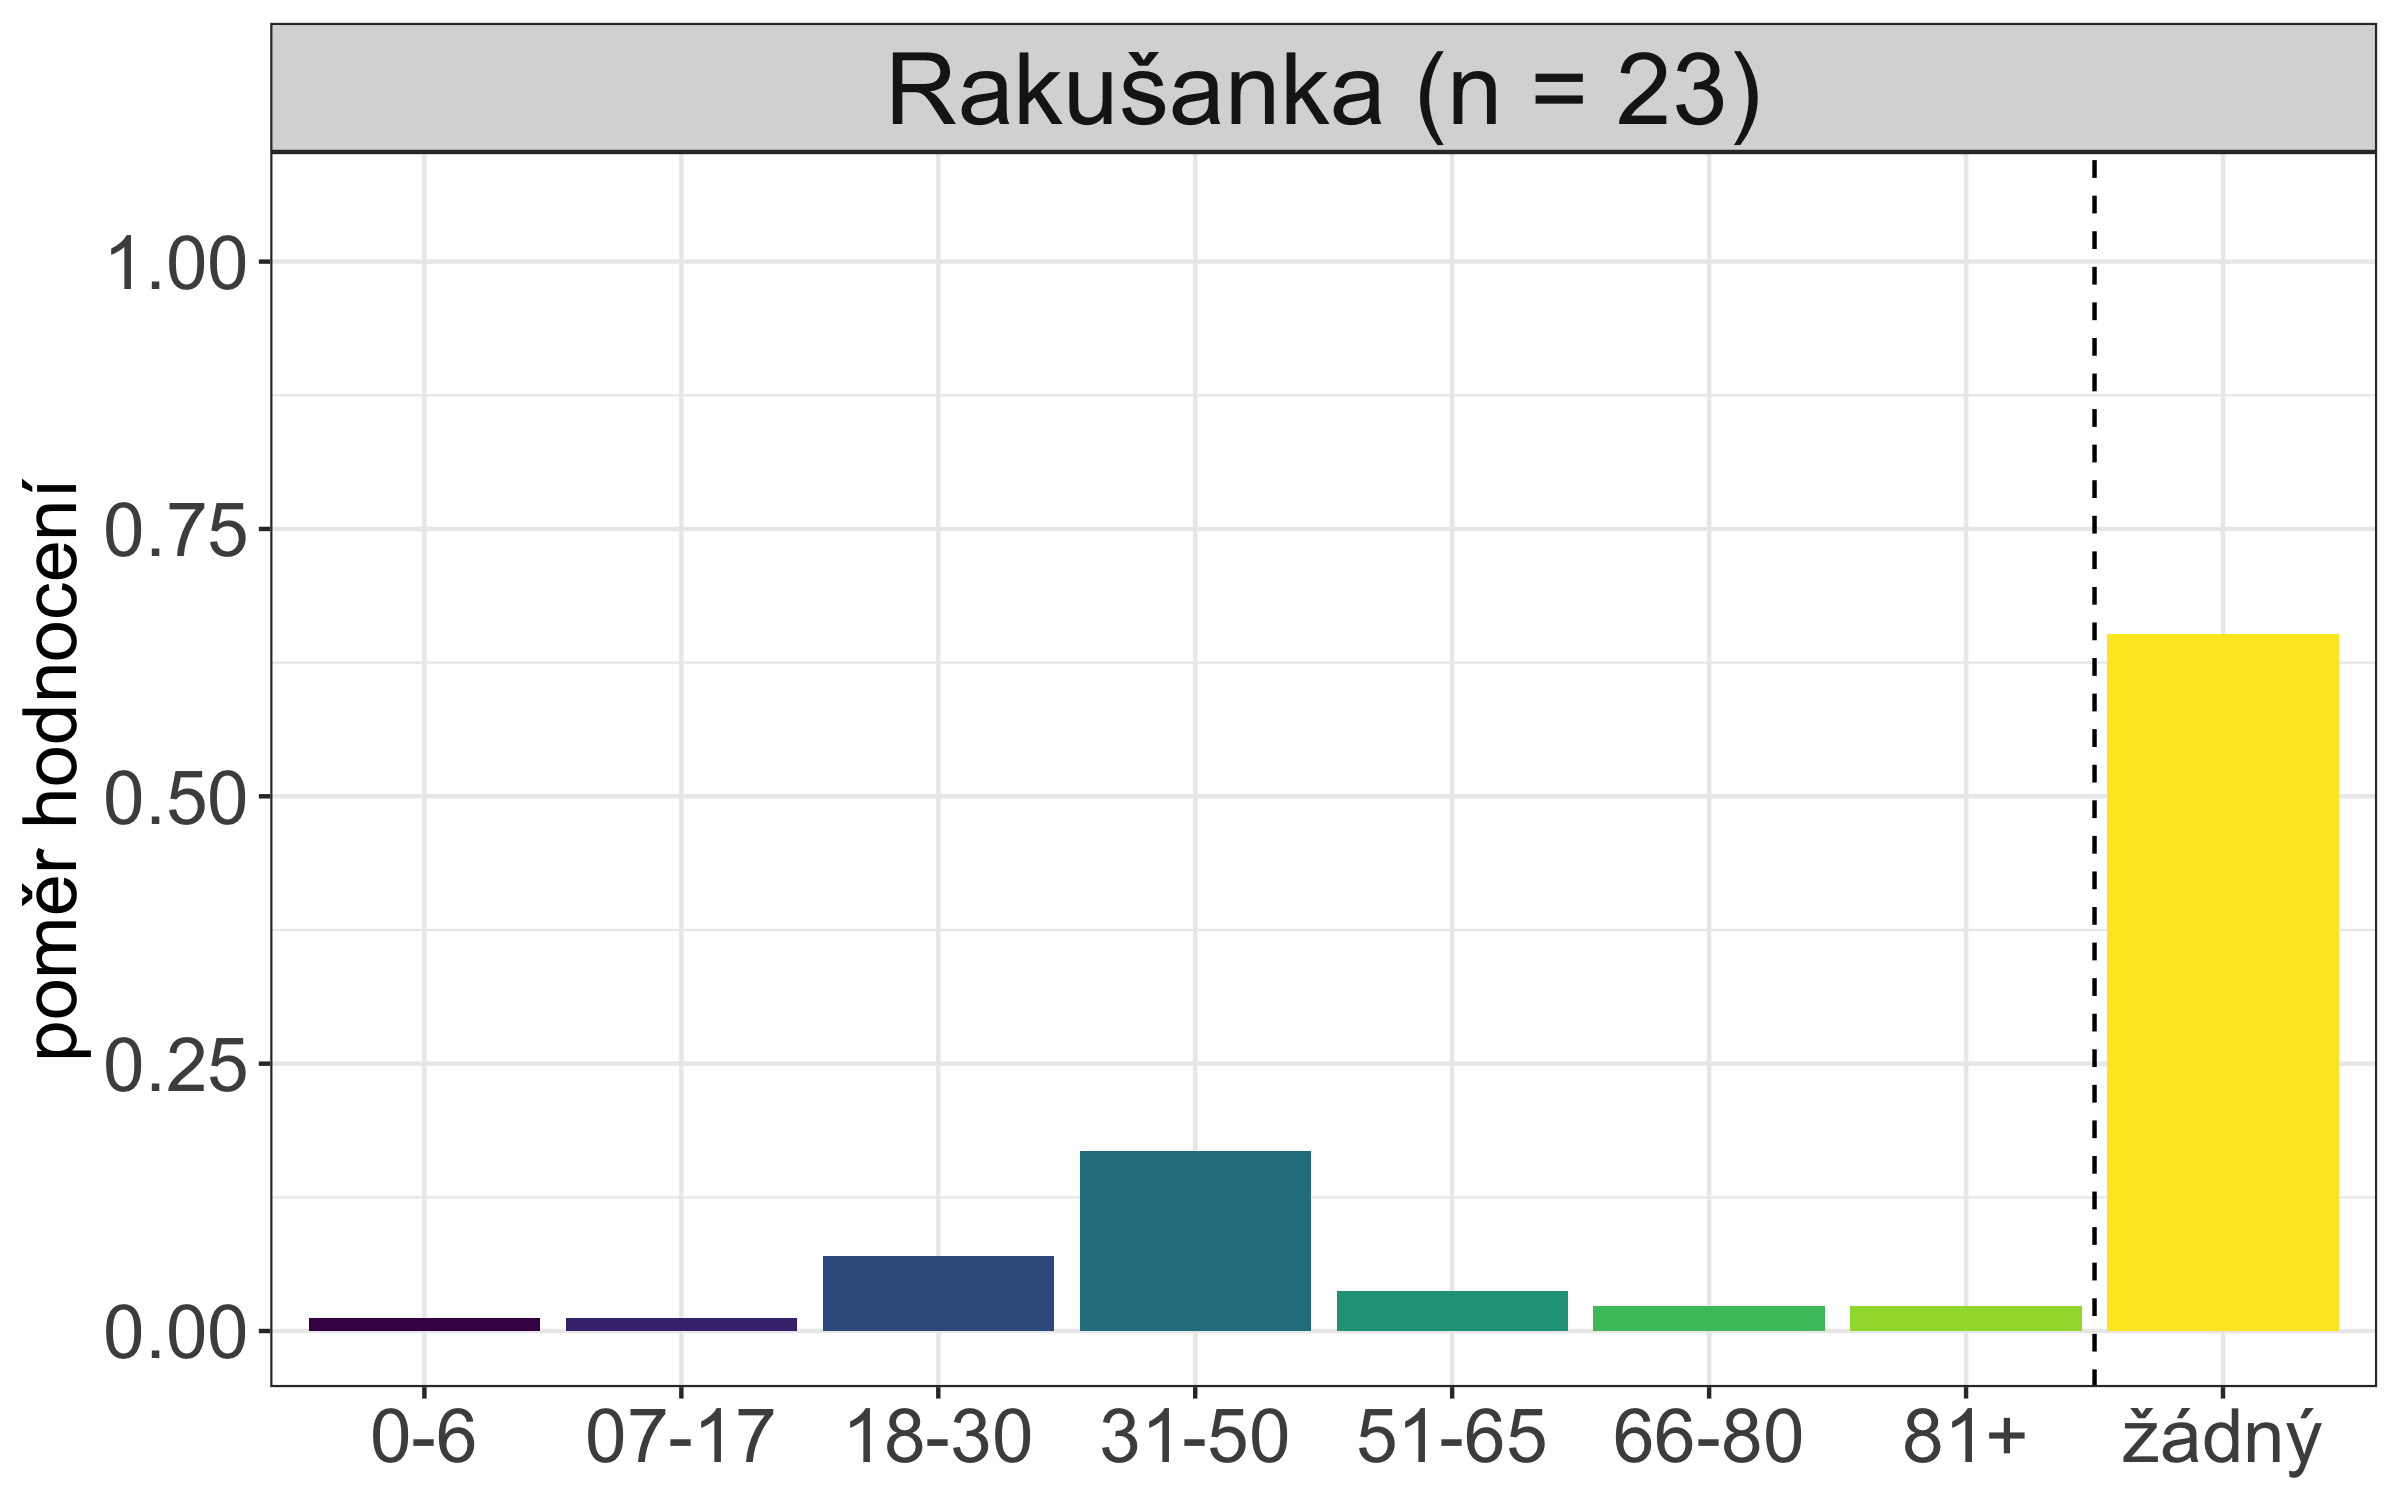 Rakušanka (n = 23)
poměr hodnocení
1.00
0.75
0.50
0.25
0.00
0-6 07-17 18-30 31-50 51-65 66-80 81+ žádný